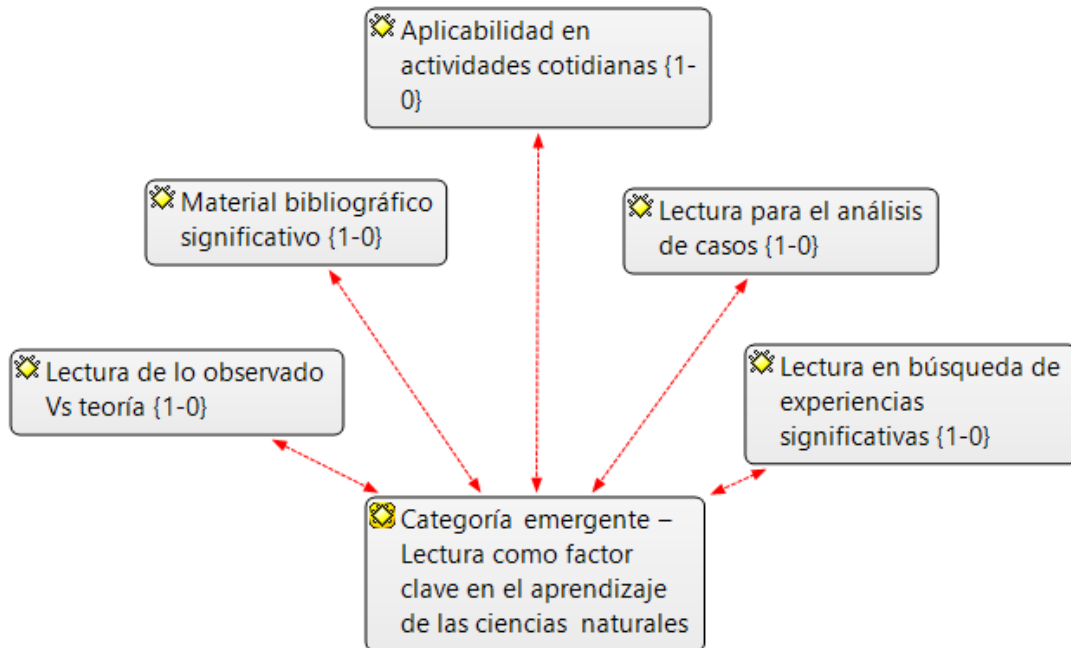 Aplicabilidad en
actividades cotidianas {1-
0}
Material bibliográfico
significativo {1-0}
Lectura para el análisis
de casos {1-0}
Lectura de lo observado
Vs teoría {1-0}
Lectura en búsqueda de
experiencias
significativas {1-0}
Categoría emergente –
Lectura como factor
clave en el aprendizaje
de las ciencias naturales